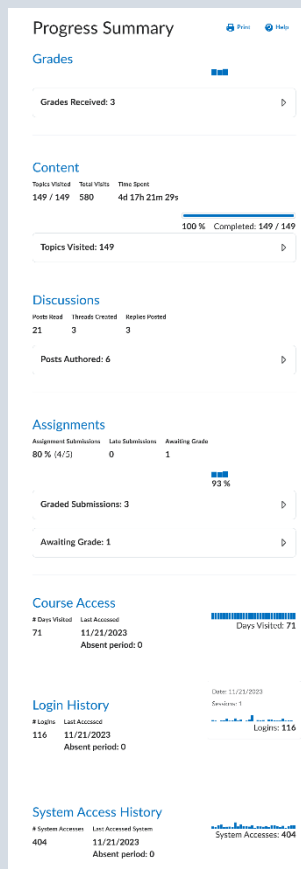 Progress Summary
Print Help
Grades
Grades Received: 3
Content
Topics Visited Total Visits Time Spent
149 / 149 580 4d 17h 21m 29s
100 % Completed: 149 / 149
Topics Visited: 149
Discussions
Posts Read Threads Created Replies Posted
21 3 3
Posts Authored: 6
Assignments
Assignment Submissions Late Submissions Awaiting Grade
80 % (4/5) 0 1
93 %
Graded Submissions: 3
Awaiting Grade: 1
Course Access
# Days Visited Last Accessed
71 11/21/2023
Absent period: 0
Days Visited: 71
Date: 11/21/2023
Sessions: 1
Login History
# Logins Last Accessed
116 11/21/2023
Absent period: 0
Logins: 116
System Access History
# System Accesses Last Accessed System
404 11/21/2023
Absent period: 0
System Accesses: 404